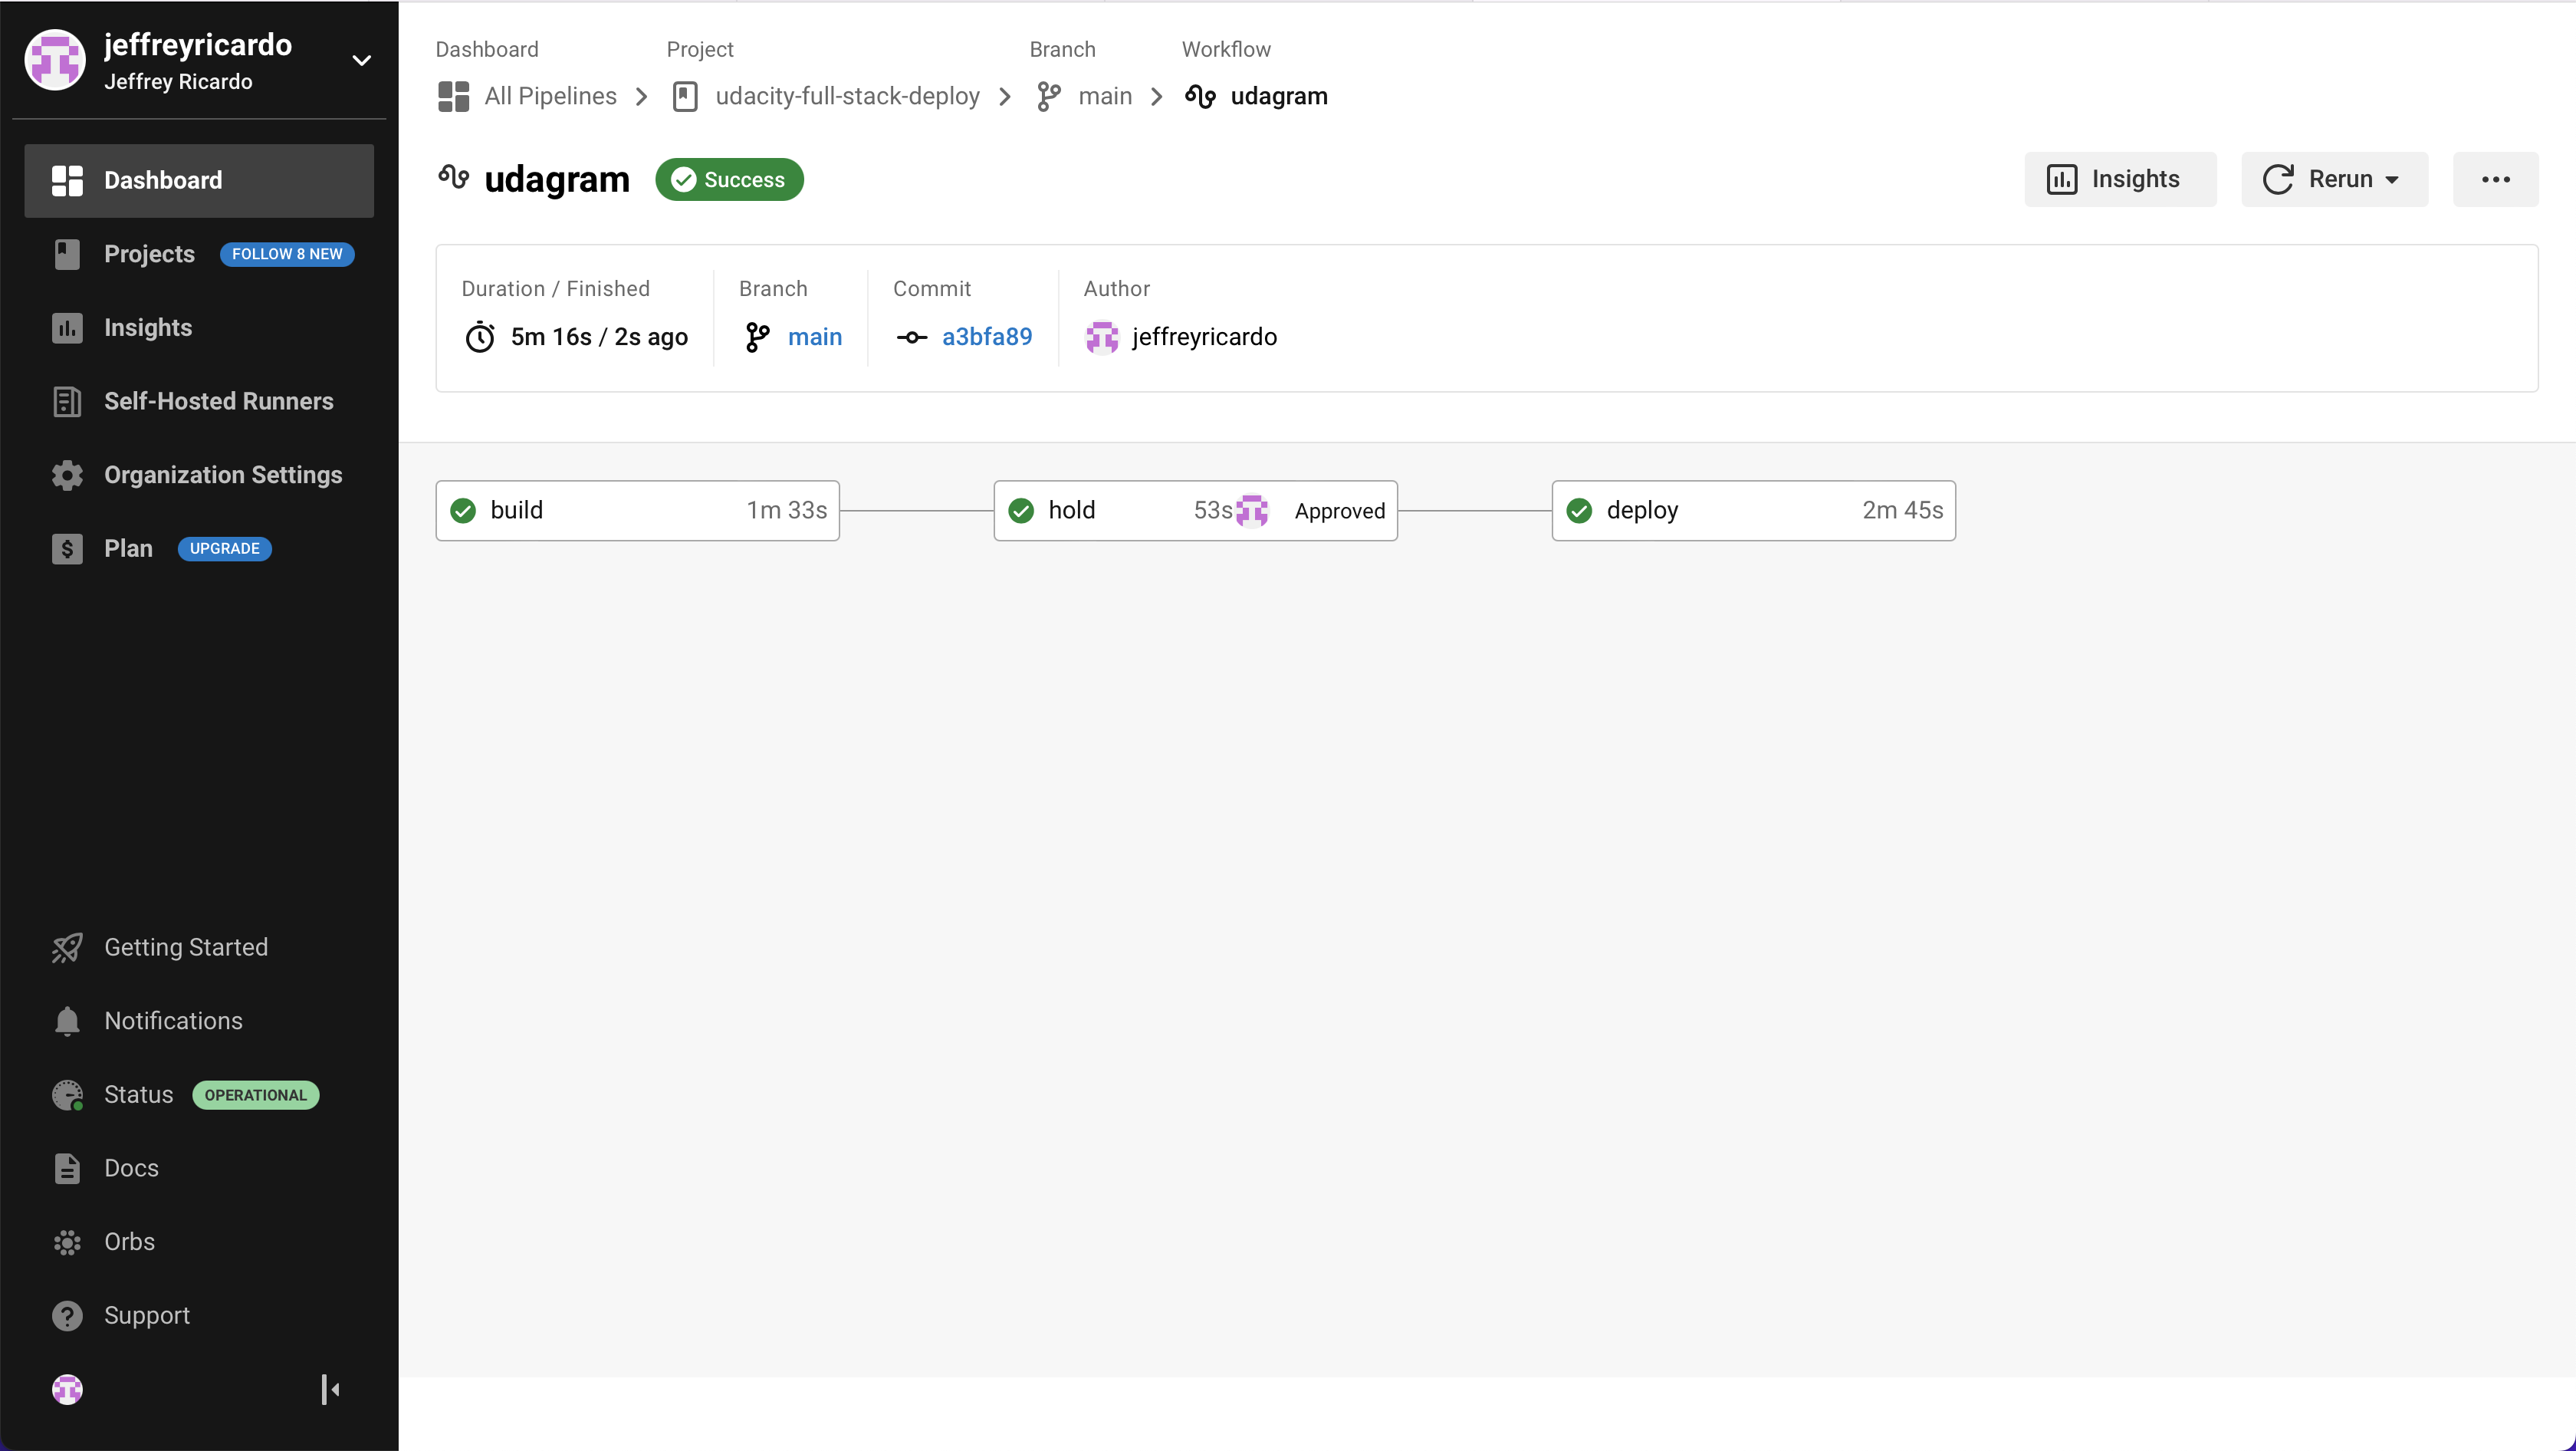 jeffreyricardo
Jeffrey Ricardo
Dashboard
Projects FOLLOW 8 NEW
Insights
Self-Hosted Runners
Organization Settings
Plan UPGRADE
Getting Started
Notifications
Status OPERATIONAL
Docs
Orbs
Support
Dashboard Project Branch Workflow
All Pipelines udacity-full-stack-deploy main udagram
udagram Success Insights Rerun
Duration / Finished Branch Commit Author
5m 16s / 2s ago main a3bfa89 jeffreyricardo
build 1m 33s hold 53s Approved deploy 2m 45s